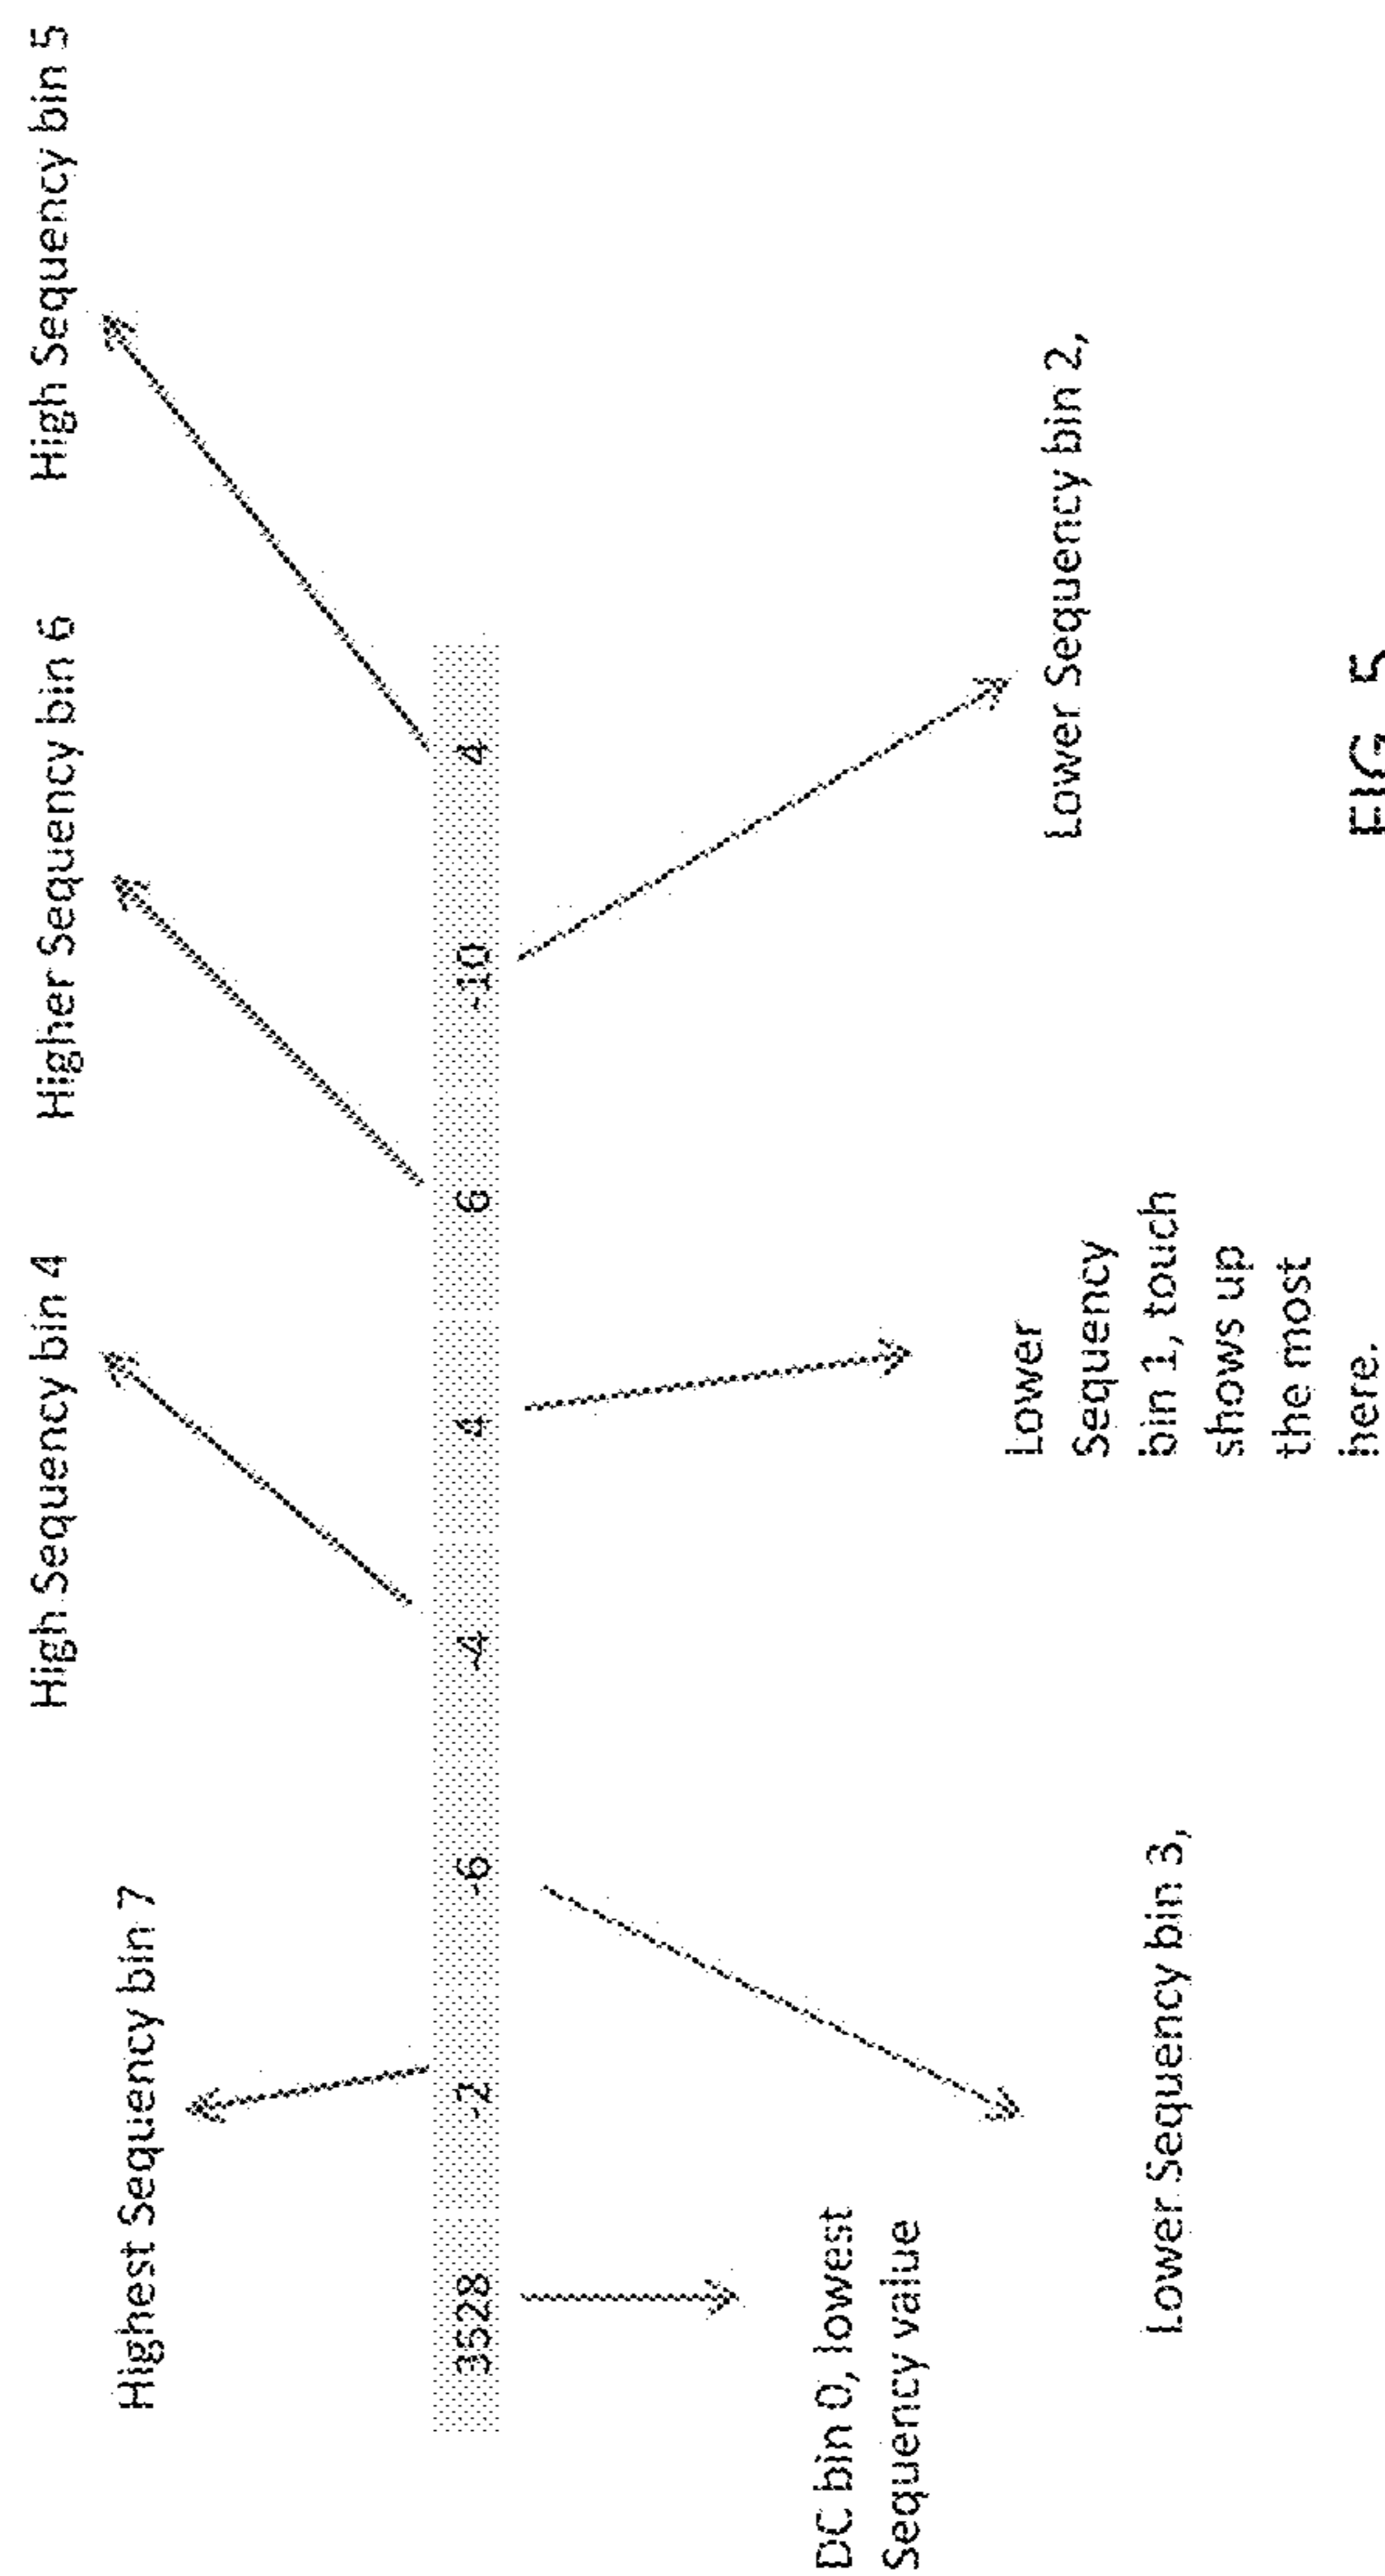 Highest Sequency bin 7
High Sequency bin 4
Higher Sequency bin 6
High Sequency bin 5
3528 -2 -6 -4 4 6 -10 4
DC bin 0, lowest
Sequency value
Lower Sequency bin 3,
Lower
Sequency
bin 1, touch
shows up
the most
here.
Lower Sequency bin 2,
FIG. 5